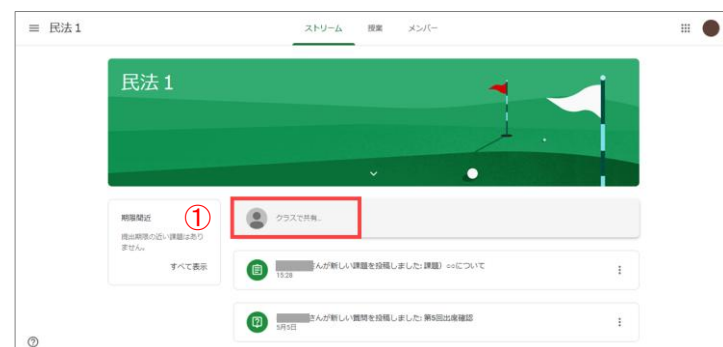 民法 1
ストリーム 授業 メンバー
民法 1
期限間近
提出期限の近い課題はあり
ません。
すべて表示
①
クラスで共有...
さんが新しい課題を投稿しました: 課題）○○について
15:28
さんが新しい質問を投稿しました: 第5回出席確認
5月5日